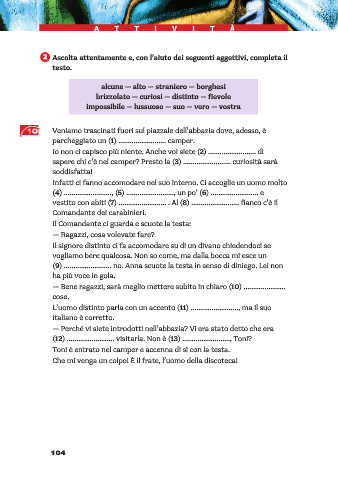 ATTIVITÀ
2 Ascolta attentamente e, con l'aiuto dei seguenti aggettivi, completa il
testo.
alcune – alto – straniero – borghesi
brizzolato – curiosi – distinto – flevole
impossibile – lussuoso – suo – vero – vostra
10
Veniamo trascinati fuori sul piazzale dell'abbazia dove, adesso, è
parcheggiato un (1) ........................ camper.
Io non ci capisco più niente. Anche voi siete (2) ........................ di
sapere chi c'è nel camper? Presto la (3) ........................ curiosità sarà
soddisfatta!
Infatti ci fanno accomodare nel suo interno. Ci accoglie un uomo molto
(4) ........................, (5) ........................, un po' (6) ........................ e
vestito con abiti (7) ........................ . Al (8) ........................ fianco c'è il
Comandante dei carabinieri.
Il Comandante ci guarda e scuote la testa:
— Ragazzi, cosa volevate fare?
Il signore distinto ci fa accomodare su di un divano chiedendoci se
vogliamo bere qualcosa. Non so come, ma dalla bocca mi esce un
(9) ........................ no. Anna scuote la testa in senso di diniego. Lei non
ha più voce in gola.
— Bene ragazzi, sarà meglio mettere subito in chiaro (10) .....................
cose.
L'uomo distinto parla con un accento (11) ........................, ma il suo
italiano è corretto.
— Perché vi siete introdotti nell'abbazia? Vi era stato detto che era
(12) ........................ visitarla. Non è (13) ........................, Toni?
Toni è entrato nel camper e accenna di sì con la testa.
Che mi venga un colpo! È il frate, l'uomo della discoteca!
104